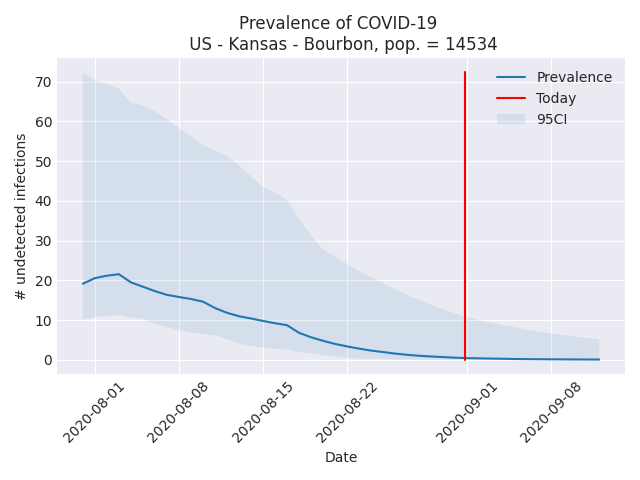 Prevalence of COVID-19
US - Kansas - Bourbon, pop. = 14534
Prevalence
Today
95CI
# undetected infections
70
60
50
40
30
20
10
0
2020-08-01
2020-08-08
2020-08-15
2020-08-22
2020-09-01
2020-09-08
Date